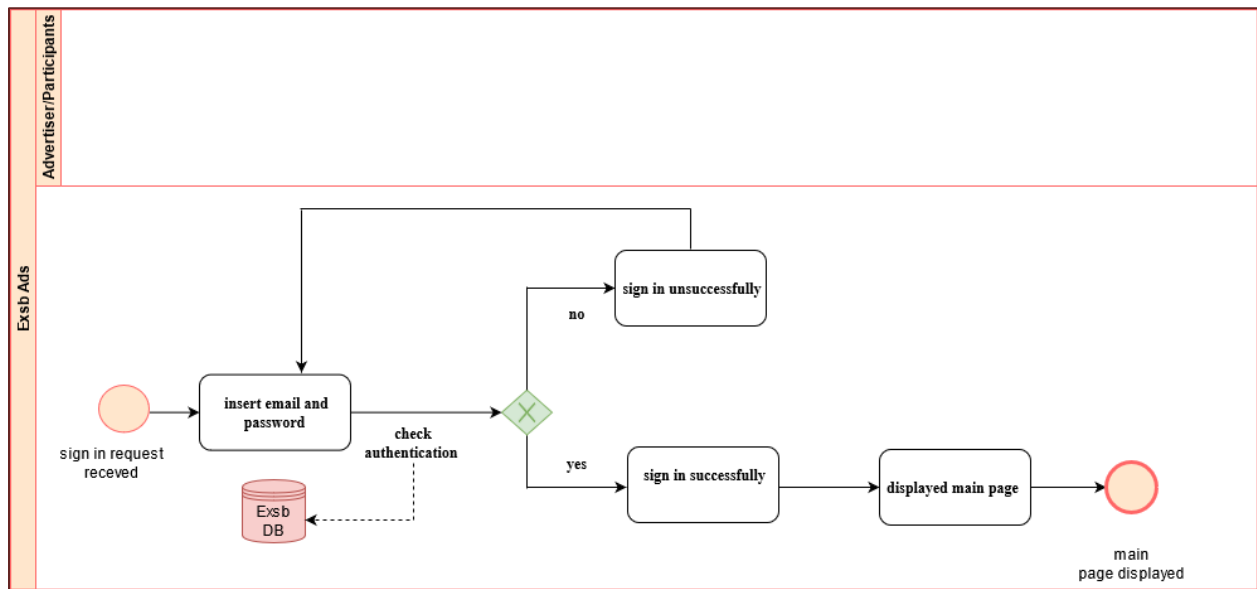 Advertiser/Participants
Exsb Ads
sign in unsuccessfully
no
insert email and
password
sign in request
receved
check
authentication
Exsb
DB
yes
sign in successfully
displayed main page
main
page displayed